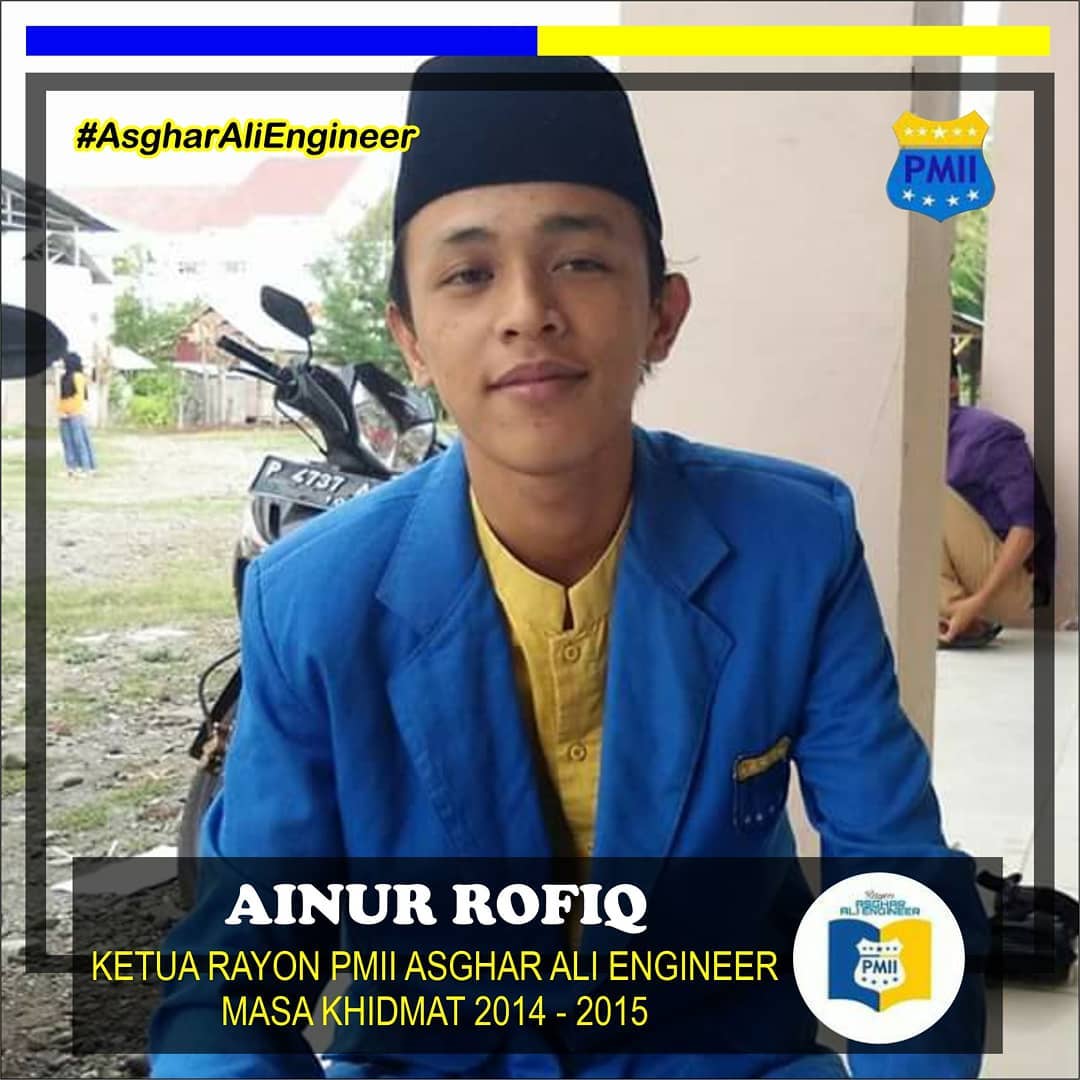 #AsgharAliEngineer
PMII
P 4737 A
AINUR ROFIQ
KETUA RAYON PMII ASGHAR ALI ENGINEER
MASA KHIDMAT 2014 - 2015
Rayon
ASGHAR
ALI ENGINEER
PMII